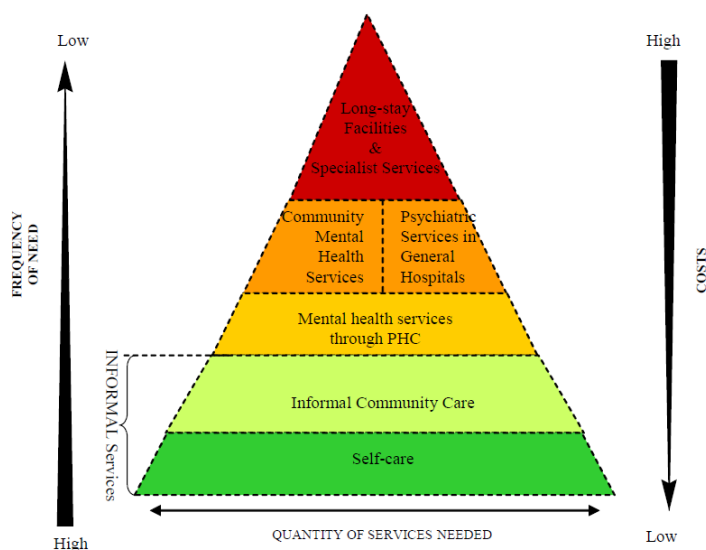 Low
High
Long-stay
Facilities
&
Specialist Services
Community
Mental
Health
Services
Psychiatric
Services in
General
Hospitals
FREQUENCY
OF NEED
COSTS
Mental health services
through PHC
INFORMAL Services
Informal Community Care
Self-care
QUANTITY OF SERVICES NEEDED
High
Low